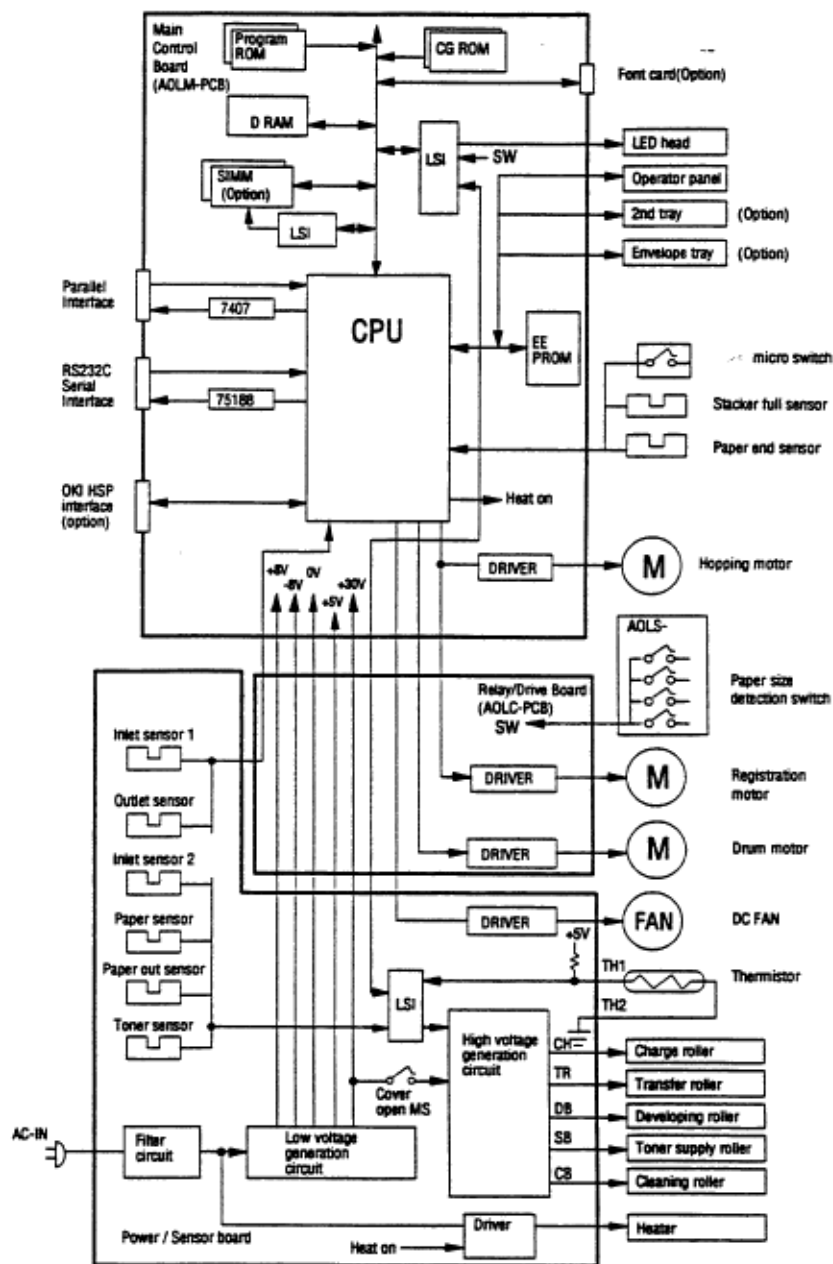 Main
Control
Board
(AOLM-PCB)
Program
ROM
CG ROM
Font card(Option)
D RAM
LSI
SW
LED head
Operator panel
SIMM
(Option)
2nd tray
(Option)
LSI
Envelope tray
(Option)
Parallel
Interface
7407
CPU
EE
PROM
micro switch
RS232C
Serial
Interface
75188
Stacker full sensor
Paper end sensor
OKI HSP
interface
(option)
Heat on
+8V
-8V
0V
+5V
+30V
DRIVER
M
Hopping motor
AOLS-
Paper size
detection switch
Relay/Drive Board
(AOLC-PCB)
SW
Inlet sensor 1
DRIVER
M
Registration
motor
Outlet sensor
DRIVER
M
Drum motor
Inlet sensor 2
DRIVER
FAN
DC FAN
Paper sensor
+5V
Paper out sensor
LSI
TH1
Thermistor
TH2
Toner sensor
High voltage
generation
circuit
CH
Charge roller
TR
Transfer roller
Cover
open MS
DB
Developing roller
AC-IN
Filter
circuit
Low voltage
generation
circuit
SB
Toner supply roller
CB
Cleaning roller
Power / Sensor board
Driver
Heater
Heat on